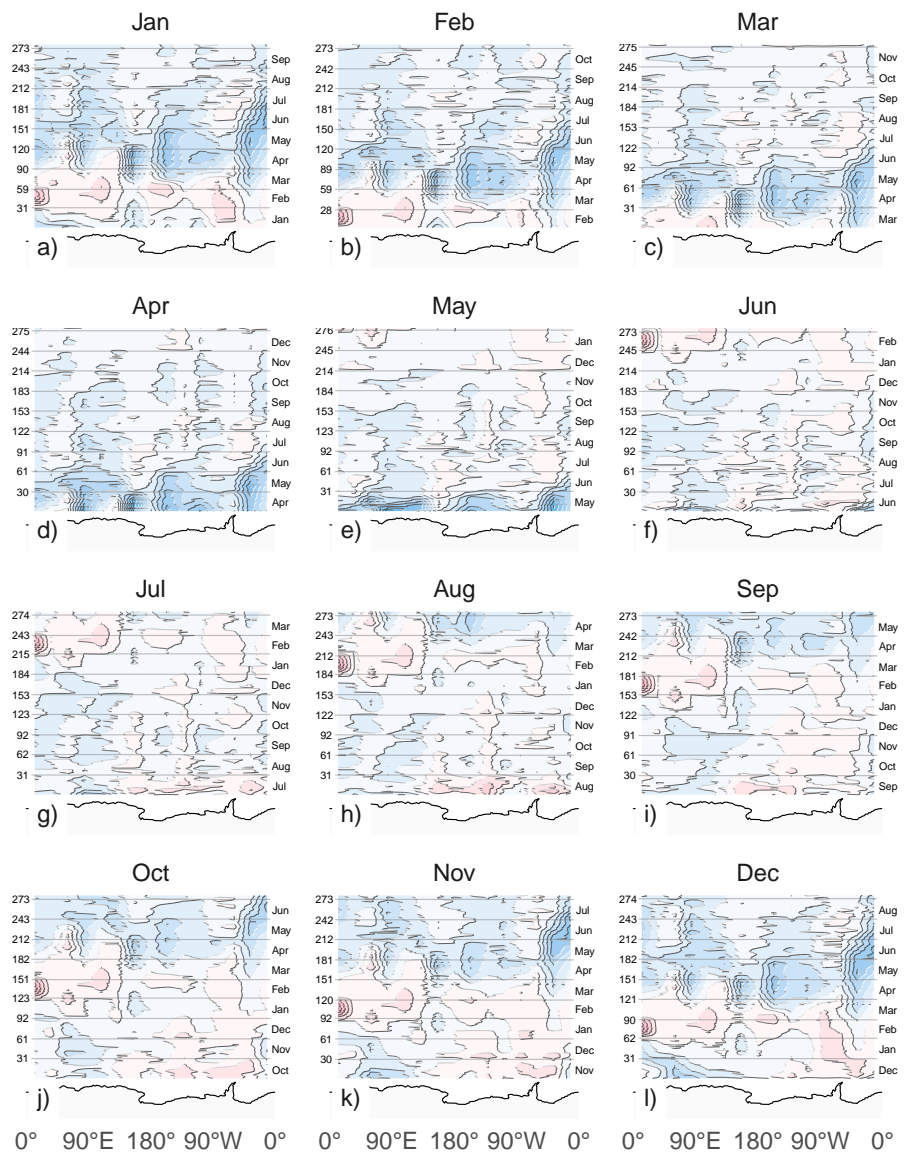 Jan Feb Mar
273 Sep 273 Oct 275 Nov
243 Aug 243 Sep 245 Oct
212 Jul 212 Aug 214 Sep
181 Jun 181 Jul 184 Aug
151 May 150 Jun 153 Jul
120 Apr 120 May 122 Jun
90 Mar 89 Apr 92 May
59 Feb 59 Mar 61 Apr
31 Jan 28 Feb 31 Mar
a) b) c)
Apr May Jun
275 Dec 276 Jan 273 Feb
244 Nov 245 Dec 245 Jan
214 Oct 214 Nov 214 Dec
183 Sep 184 Oct 183 Nov
153 Aug 153 Sep 153 Oct
122 Jul 123 Aug 122 Sep
91 Jun 92 Jul 91 Aug
61 May 61 Jun 61 Jul
30 Apr 31 May 30 Jun
d) e) f)
Jul Aug Sep
274 Mar 273 Apr 273 May
243 Feb 243 Mar 242 Apr
215 Jan 212 Feb 212 Mar
184 Dec 184 Jan 181 Feb
153 Nov 153 Dec 153 Jan
123 Oct 122 Nov 122 Dec
92 Sep 92 Oct 91 Nov
62 Aug 61 Sep 61 Oct
31 Jul 31 Aug 30 Sep
g) h) i)
Oct Nov Dec
273 Jun 273 Jul 274 Aug
243 May 242 Jun 243 Jul
212 Apr 212 May 213 Jun
182 Mar 181 Apr 182 May
151 Feb 151 Mar 152 Apr
123 Jan 120 Feb 121 Mar
92 Dec 92 Jan 90 Feb
61 Nov 61 Dec 62 Jan
31 Oct 30 Nov 31 Dec
j) k) l)
0° 90°E 180° 90°W 0° 0° 90°E 180° 90°W 0° 0° 90°E 180° 90°W 0°